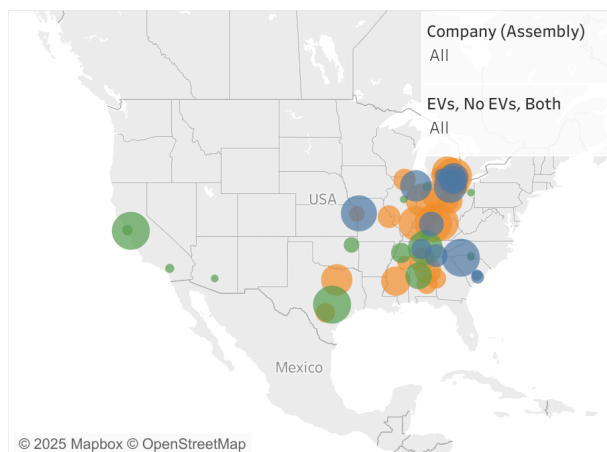 Company (Assembly)
All
EVs, No EVs, Both
All
USA
Mexico
© 2025 Mapbox © OpenStreetMap